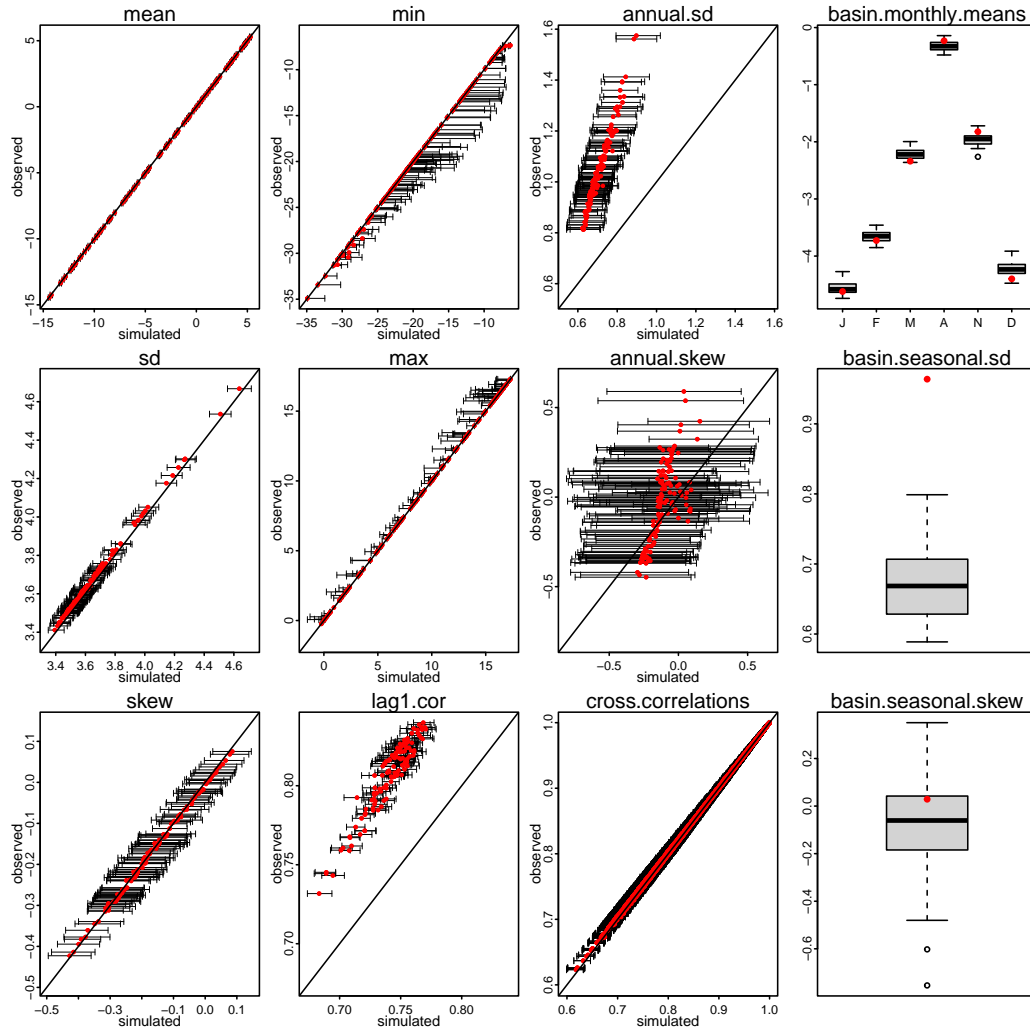 mean
min
annual.sd
basin.monthly.means
observed
−15
−10
−5
0
5
−15
−10
−5
0
5
simulated
observed
−35
−30
−25
−20
−15
−10
−35
−30
−25
−20
−15
−10
simulated
observed
0.6
0.8
1.0
1.2
1.4
1.6
0.6
0.8
1.0
1.2
1.4
1.6
simulated
−4
−3
−2
−1
0
J
F
M
A
N
D
sd
max
annual.skew
basin.seasonal.sd
observed
3.4
3.6
3.8
4.0
4.2
4.4
4.6
3.4
3.6
3.8
4.0
4.2
4.4
4.6
simulated
observed
0
5
10
15
0
5
10
15
simulated
observed
−0.5
0.0
0.5
−0.5
0.0
0.5
simulated
0.6
0.7
0.8
0.9
skew
lag1.cor
cross.correlations
basin.seasonal.skew
observed
−0.5
−0.4
−0.3
−0.2
−0.1
0.0
0.1
−0.5
−0.3
−0.1
0.0
0.1
simulated
observed
0.70
0.75
0.80
0.70
0.75
0.80
simulated
observed
0.6
0.7
0.8
0.9
1.0
0.6
0.7
0.8
0.9
1.0
simulated
−0.6
−0.4
−0.2
0.0
0.2